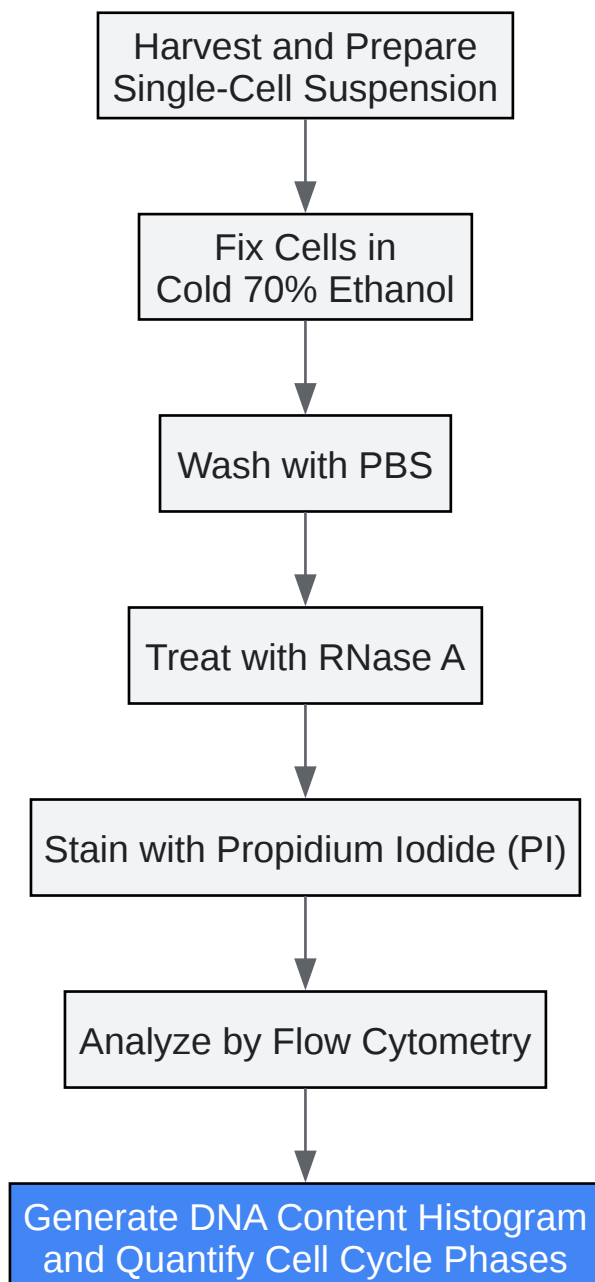 Harvest and Prepare
Single-Cell Suspension
Fix Cells in
Cold 70% Ethanol
Wash with PBS
Treat with RNase A
Stain with Propidium Iodide (PI)
Analyze by Flow Cytometry
Generate DNA Content Histogram
and Quantify Cell Cycle Phases